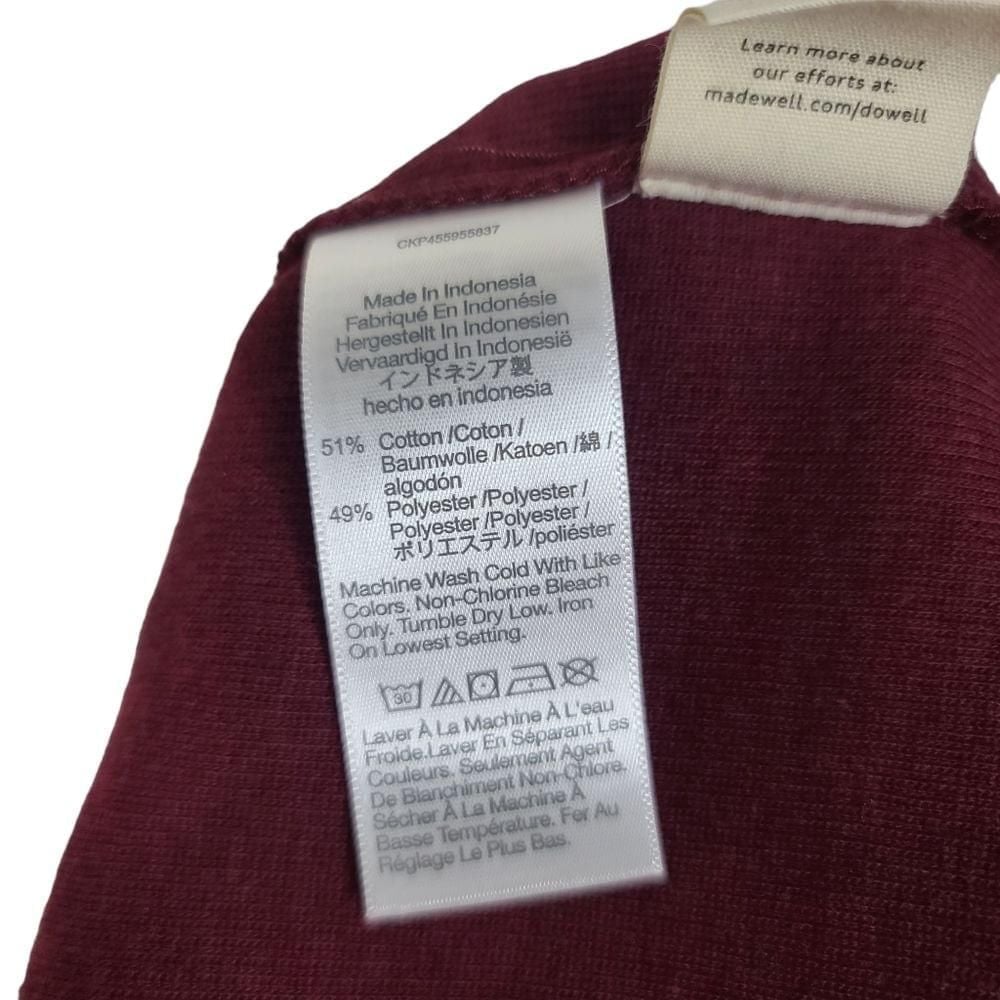 Learn more about
our efforts at:
madewell.com/dowell
CKP455955837
Made In Indonesia
Fabriqué En Indonésie
Hergestellt In Indonesien
Vervaardigd In Indonesië
インドネシア製
hecho en indonesia
51% Cotton /Coton /
Baumwolle /Katoen /綿 /
algodón
49% Polyester /Polyester /
Polyester /Polyester /
ポリエステル /poliéster
Machine Wash Cold With Like
Colors. Non-Chlorine Bleach
Only. Tumble Dry Low. Iron
On Lowest Setting.
30
Laver À La Machine À L'eau
Froide.Laver En Séparant Les
Couleurs. Seulement Agent
De Blanchiment Non-Chlore.
Sécher À La Machine À
Basse Température. Fer Au
Réglage Le Plus Bas.